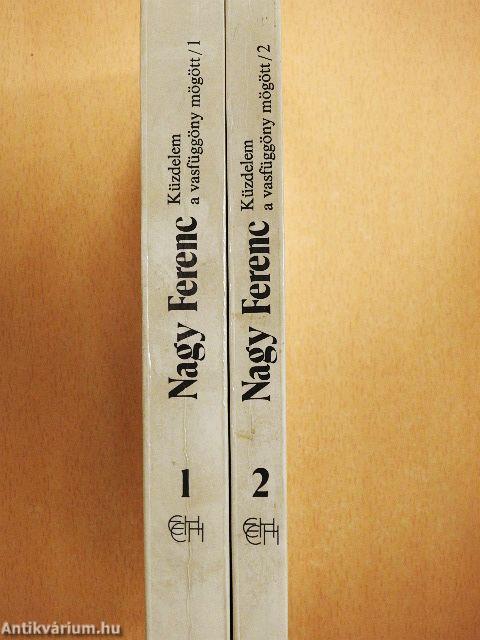 Nagy Ferenc
Küzdelem
a vasfüggöny mögött/1
1
Nagy Ferenc
Küzdelem
a vasfüggöny mögött/2
2
Antikvárium.hu